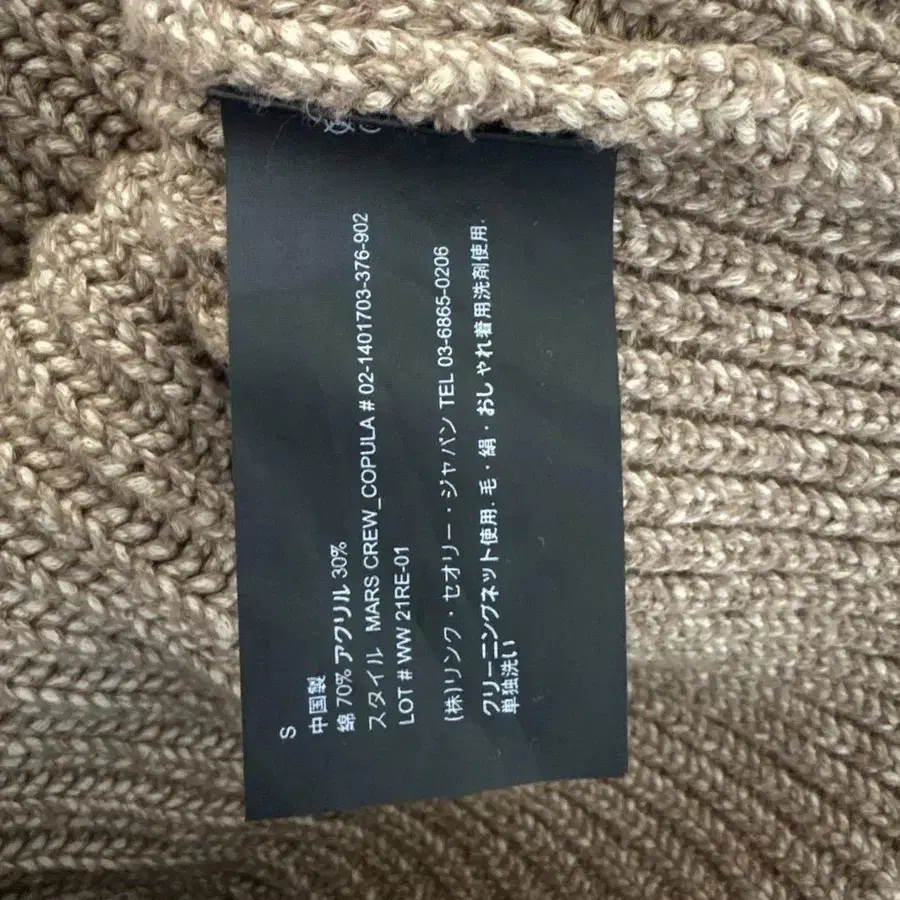 S
中国製
綿 70% アクリル 30%
スタイル MARS CREW_COPULA # 02-1401703-376-902
LOT # WW 21RE-01
(株)リンク・セオリー・ジャパン TEL 03-6865-0206
クリーニングネット使用. 毛・絹・おしゃれ着用洗剤使用.
単独洗い